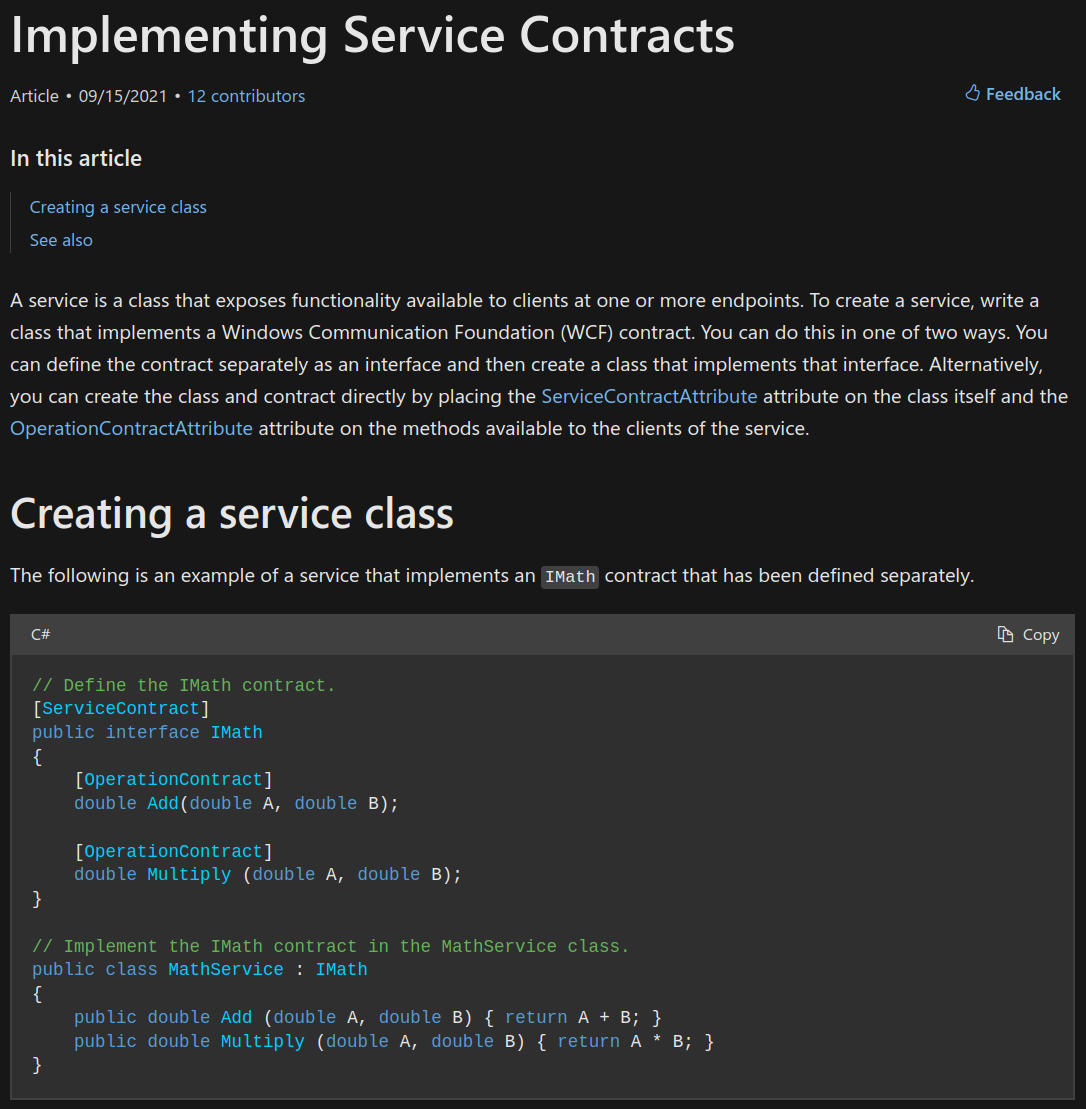 Implementing Service Contracts
Article • 09/15/2021 • 12 contributors
Feedback
In this article
Creating a service class
See also
A service is a class that exposes functionality available to clients at one or more endpoints. To create a service, write a
class that implements a Windows Communication Foundation (WCF) contract. You can do this in one of two ways. You
can define the contract separately as an interface and then create a class that implements that interface. Alternatively,
you can create the class and contract directly by placing the ServiceContractAttribute attribute on the class itself and the
OperationContractAttribute attribute on the methods available to the clients of the service.
Creating a service class
The following is an example of a service that implements an IMath contract that has been defined separately.
C#
Copy
// Define the IMath contract.
[ServiceContract]
public interface IMath
{
    [OperationContract]
    double Add(double A, double B);

    [OperationContract]
    double Multiply (double A, double B);
}

// Implement the IMath contract in the MathService class.
public class MathService : IMath
{
    public double Add (double A, double B) { return A + B; }
    public double Multiply (double A, double B) { return A * B; }
}